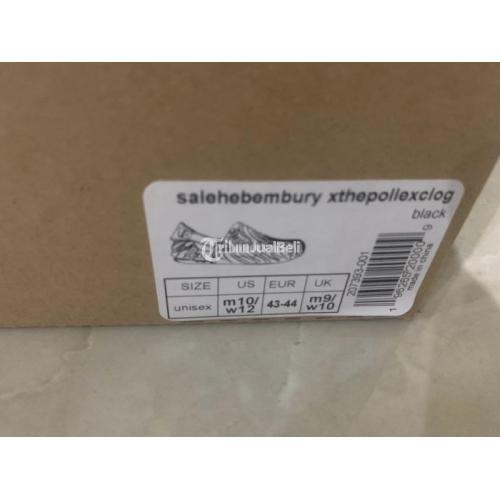 salehebembury xthepollexclog
black
TribunJualBeli
SIZE US EUR UK
unisex m10/ w12 43-44 m9/ w10
207393-001
made in china